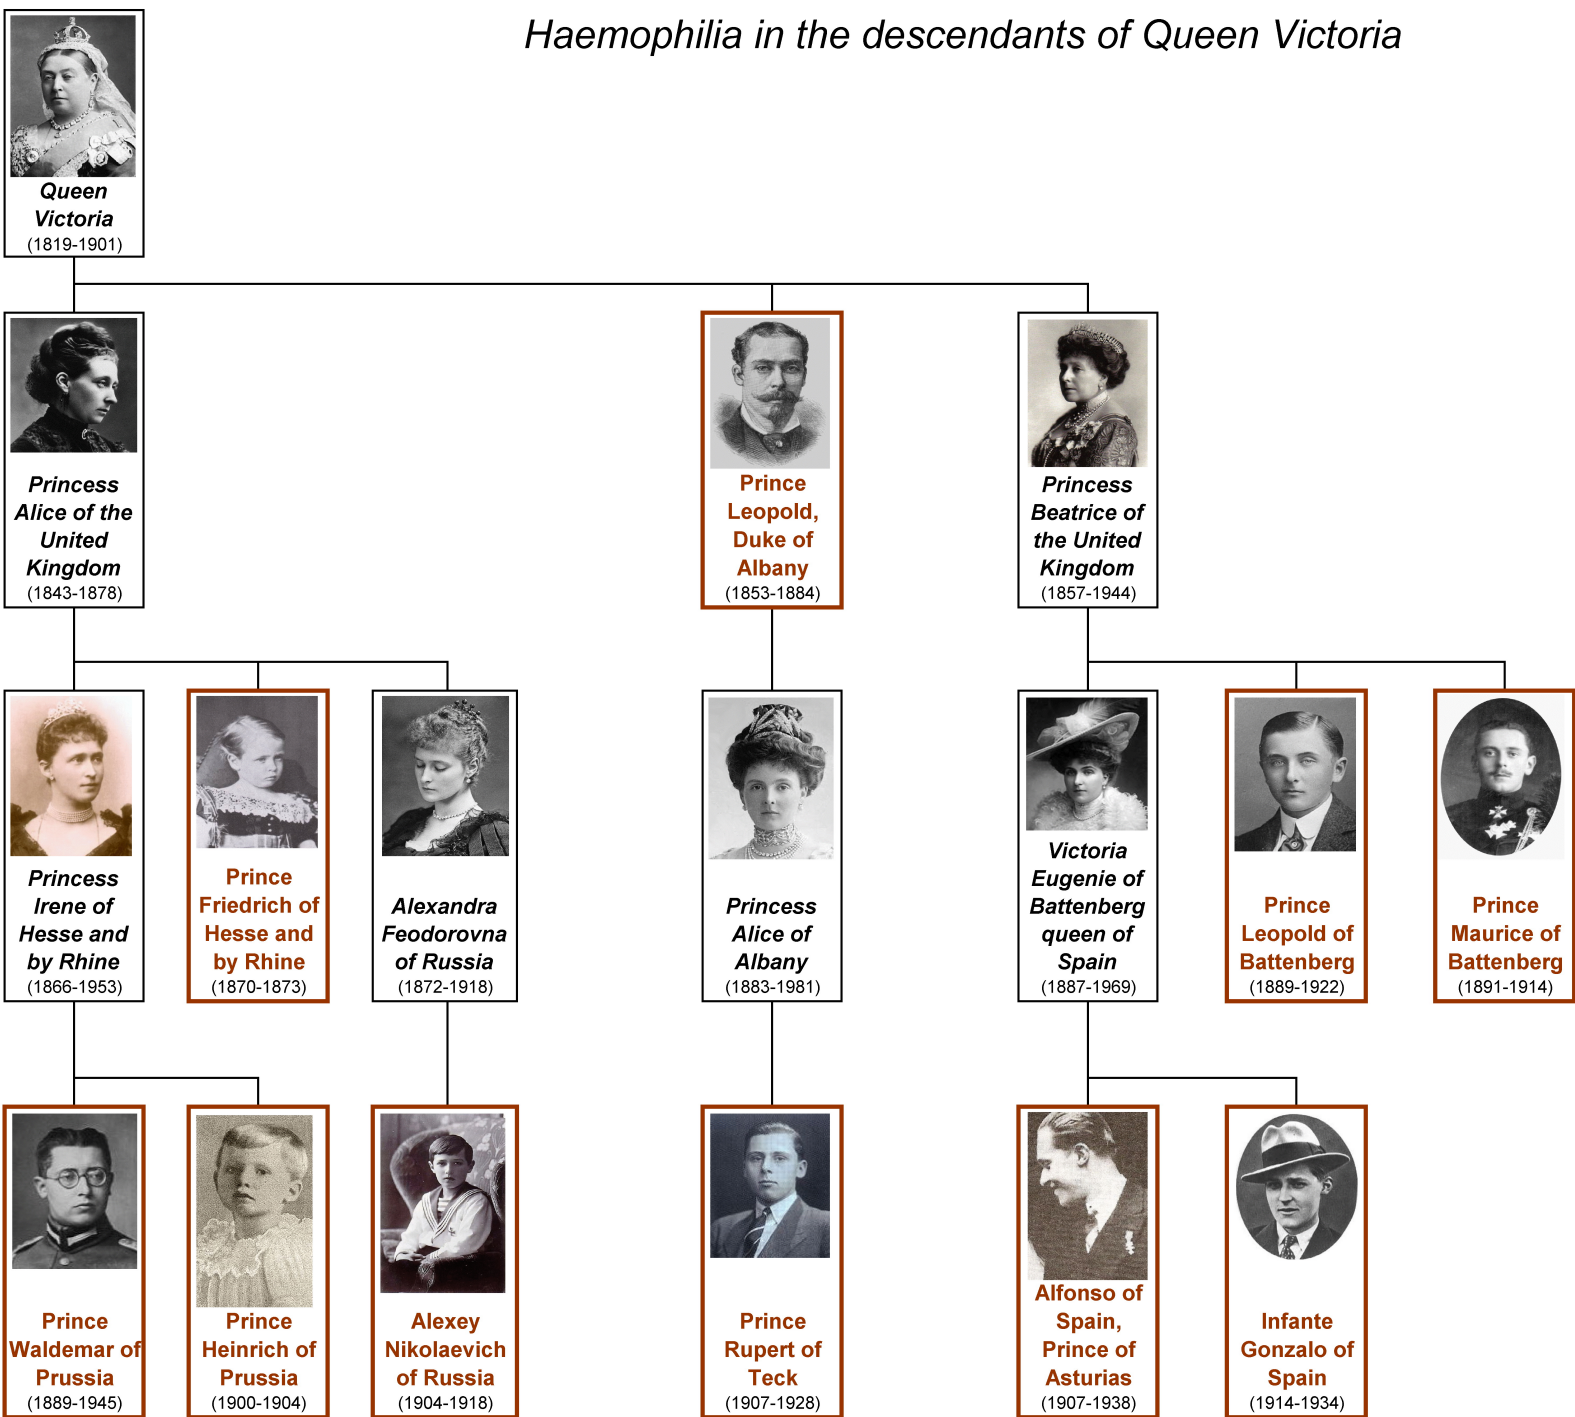 Haemophilia in the descendants of Queen Victoria
Queen
Victoria
(1819-1901)
Princess
Alice of the
United
Kingdom
(1843-1878)
Prince
Leopold,
Duke of
Albany
(1853-1884)
Princess
Beatrice of
the United
Kingdom
(1857-1944)
Princess
Irene of
Hesse and
by Rhine
(1866-1953)
Prince
Friedrich of
Hesse and
by Rhine
(1870-1873)
Alexandra
Feodorovna
of Russia
(1872-1918)
Princess
Alice of
Albany
(1883-1981)
Victoria
Eugenie of
Battenberg
queen of
Spain
(1887-1969)
Prince
Leopold of
Battenberg
(1889-1922)
Prince
Maurice of
Battenberg
(1891-1914)
Prince
Waldemar of
Prussia
(1889-1945)
Prince
Heinrich of
Prussia
(1900-1904)
Alexey
Nikolaevich
of Russia
(1904-1918)
Prince
Rupert of
Teck
(1907-1928)
Alfonso of
Spain,
Prince of
Asturias
(1907-1938)
Infante
Gonzalo of
Spain
(1914-1934)